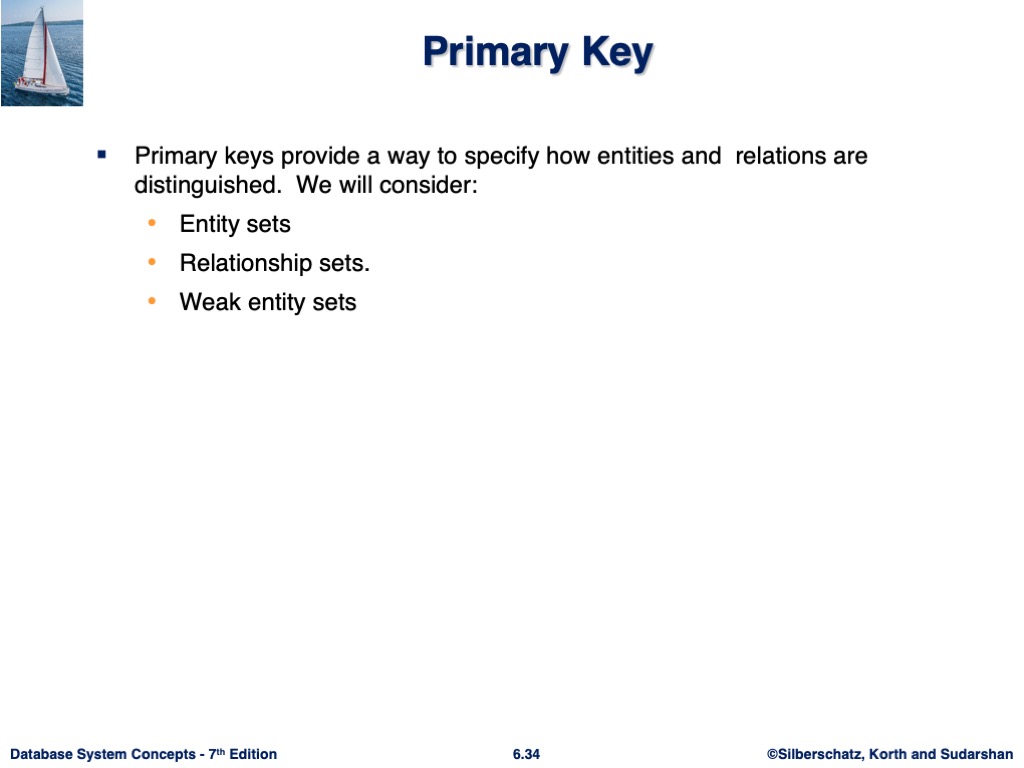 Primary Key
▪ Primary keys provide a way to specify how entities and  relations are
distinguished.  We will consider:
• Entity sets
• Relationship sets.
• Weak entity sets
Database System Concepts - 7th Edition
6.34
©Silberschatz, Korth and Sudarshan